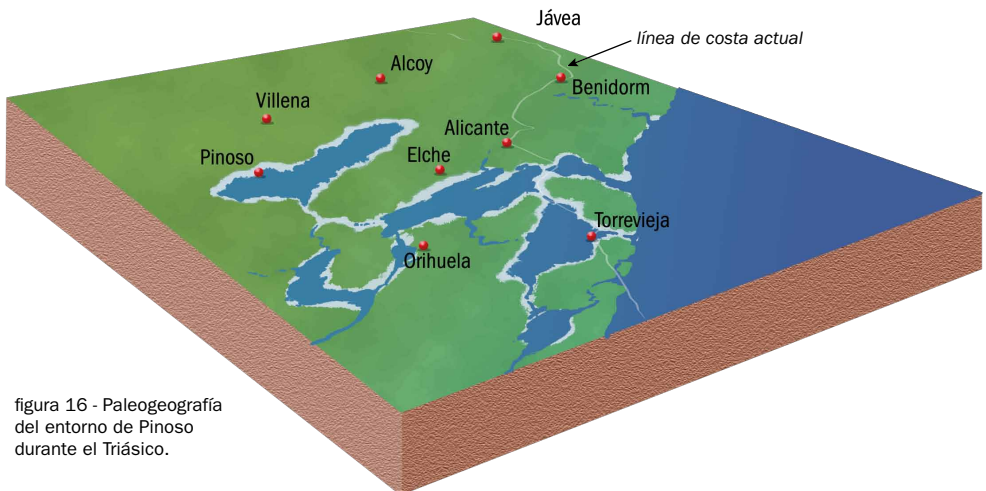 Jávea
línea de costa actual
Alcoy
Benidorm
Villena
Alicante
Pinoso
Elche
Torrevieja
Orihuela
figura 16 - Paleogeografía
del entorno de Pinoso
durante el Triásico.